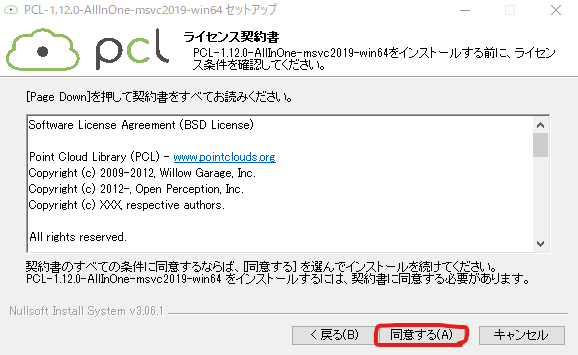 PCL-1.12.0-AllInOne-msvc2019-win64 セットアップ
pcl
ライセンス契約書
PCL-1.12.0-AllInOne-msvc2019-win64をインストールする前に、ライセンス条件を確認してください。
[Page Down]を押して契約書をすべてお読みください。
Software License Agreement (BSD License)
Point Cloud Library (PCL) - www.pointclouds.org
Copyright (c) 2009-2012, Willow Garage, Inc.
Copyright (c) 2012-, Open Perception, Inc.
Copyright (c) XXX, respective authors.
All rights reserved.
契約書のすべての条件に同意するならば、[同意する] を選んでインストールを続けてください。
PCL-1.12.0-AllInOne-msvc2019-win64 をインストールするには、契約書に同意する必要があります。
Nullsoft Install System v3.06.1
< 戻る(B)
同意する(A)
キャンセル